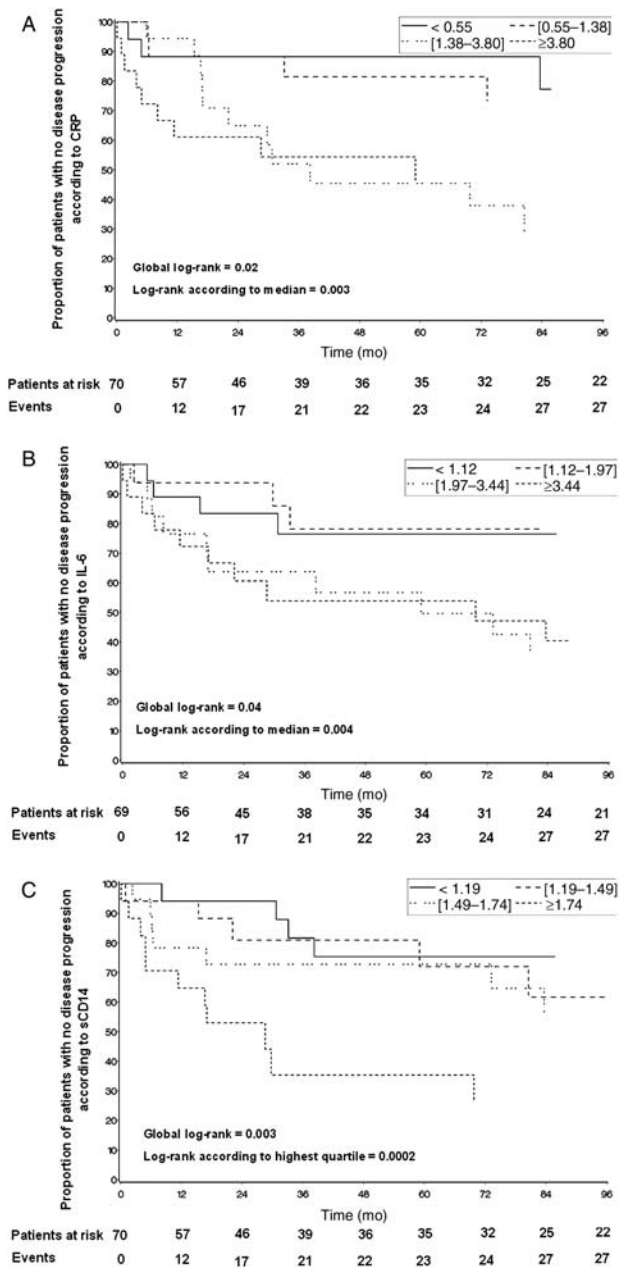 A
< 0.55 [0.55–1.38]
[1.38–3.80] ≥3.80
Proportion of patients with no disease progression
according to CRP
100
90
80
70
60
50
40
30
20
10
0
Global log-rank = 0.02
Log-rank according to median = 0.003
0 12 24 36 48 60 72 84 96
Time (mo)
Patients at risk 70 57 46 39 36 35 32 25 22
Events 0 12 17 21 22 23 24 27 27
B
< 1.12 [1.12–1.97]
[1.97–3.44] ≥3.44
Proportion of patients with no disease progression
according to IL-6
100
90
80
70
60
50
40
30
20
10
0
Global log-rank = 0.04
Log-rank according to median = 0.004
0 12 24 36 48 60 72 84 96
Time (mo)
Patients at risk 69 56 45 38 35 34 31 24 21
Events 0 12 17 21 22 23 24 27 27
C
< 1.19 [1.19–1.49]
[1.49–1.74] ≥1.74
Proportion of patients with no disease progression
according to sCD14
100
90
80
70
60
50
40
30
20
10
0
Global log-rank = 0.003
Log-rank according to highest quartile = 0.0002
0 12 24 36 48 60 72 84 96
Time (mo)
Patients at risk 70 57 46 39 36 35 32 25 22
Events 0 12 17 21 22 23 24 27 27